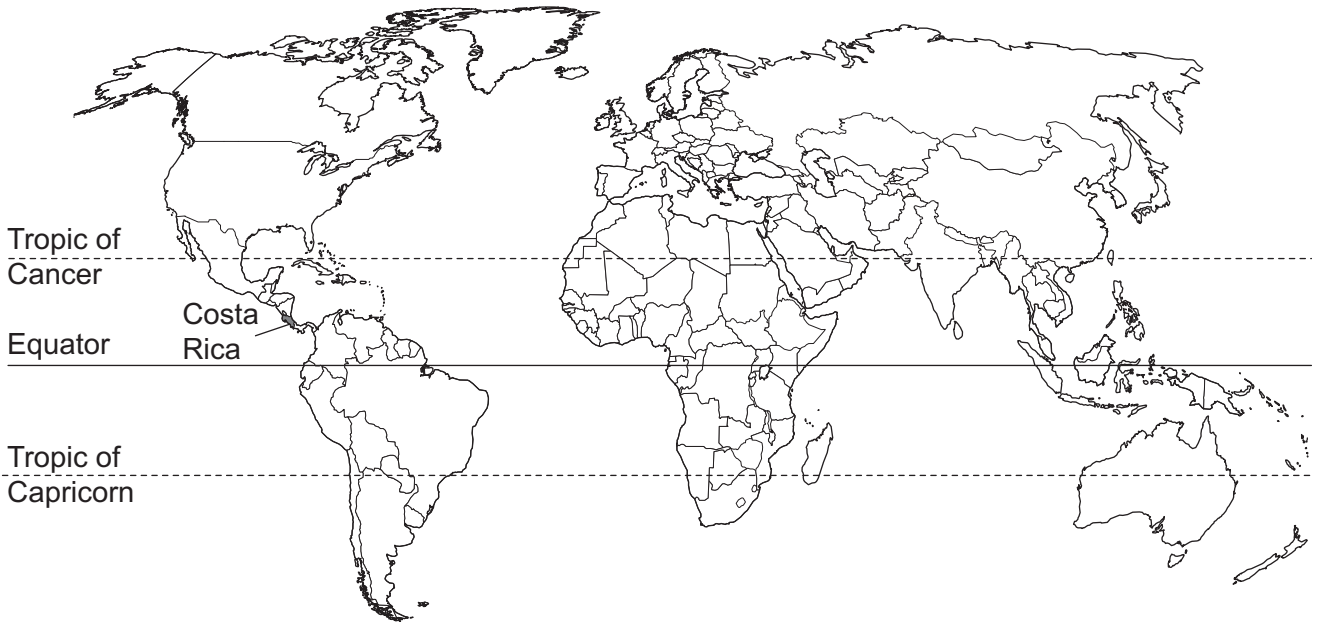 Tropic of
Cancer
Costa
Rica
Equator
Tropic of
Capricorn